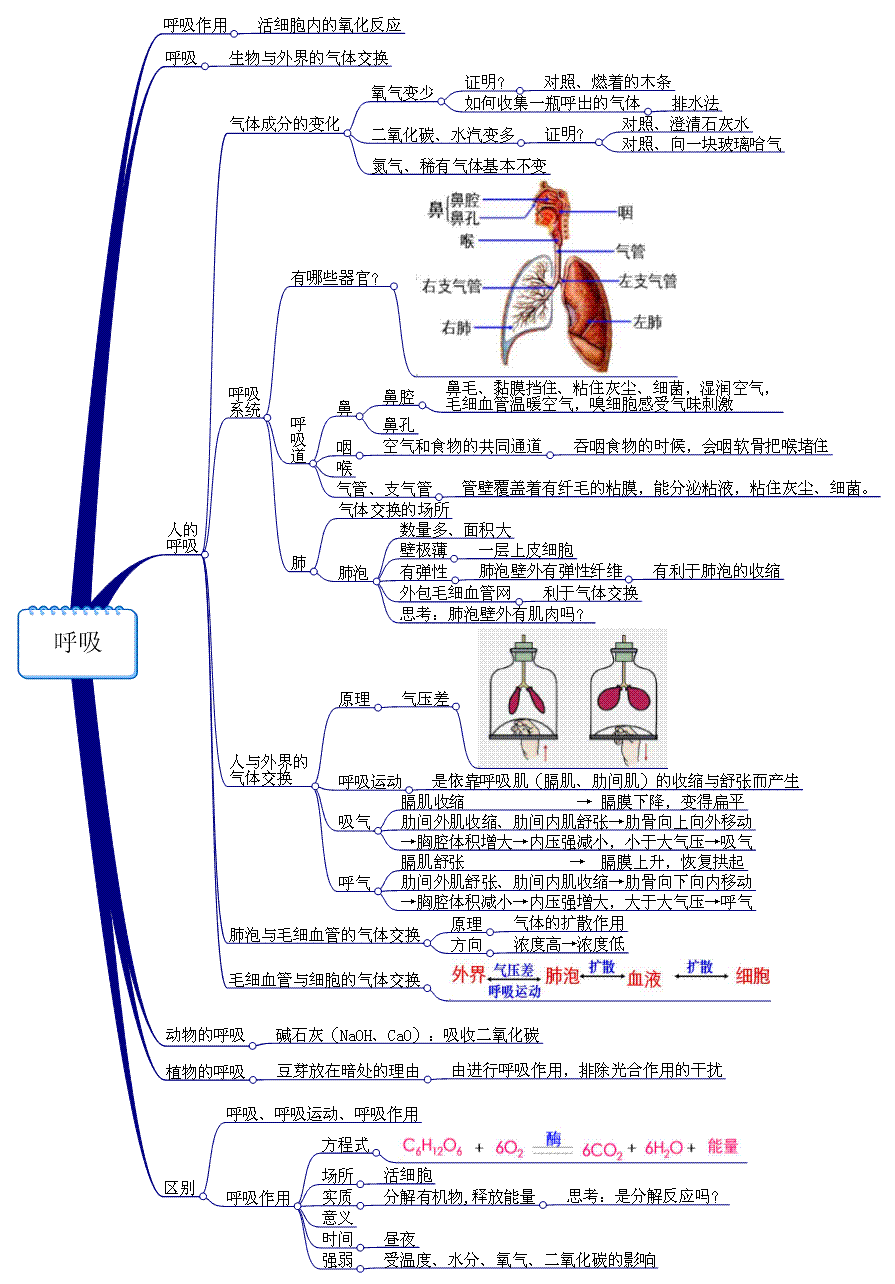 呼吸
呼吸作用
活细胞内的氧化反应
呼吸
生物与外界的气体交换
人的
呼吸
气体成分的变化
氧气变少
证明?
对照、燃着的木条
如何收集一瓶呼出的气体
排水法
二氧化碳、水汽变多
证明?
对照、澄清石灰水
对照、向一块玻璃哈气
氮气、稀有气体基本不变
呼吸
系统
有哪些器官?
鼻
鼻腔
鼻孔
咽
喉
气管
右支气管
左支气管
右肺
左肺
呼
吸
道
鼻
鼻腔
鼻毛、黏膜挡住、粘住灰尘、细菌，湿润空气，
毛细血管温暖空气，嗅细胞感受气味刺激
鼻孔
咽
空气和食物的共同通道
吞咽食物的时候，会咽软骨把喉堵住
喉
气管、支气管
管壁覆盖着有纤毛的粘膜，能分泌粘液，粘住灰尘、细菌。
肺
气体交换的场所
肺泡
数量多、面积大
壁极薄
一层上皮细胞
有弹性
肺泡壁外有弹性纤维
有利于肺泡的收缩
外包毛细血管网
利于气体交换
思考：肺泡壁外有肌肉吗?
人与外界的
气体交换
原理
气压差
呼吸运动
是依靠呼吸肌（膈肌、肋间肌）的收缩与舒张而产生
吸气
膈肌收缩 → 膈膜下降，变得扁平
肋间外肌收缩、肋间内肌舒张→肋骨向上向外移动
→胸腔体积增大→内压强减小，小于大气压→吸气
呼气
膈肌舒张 → 膈膜上升，恢复拱起
肋间外肌舒张、肋间内肌收缩→肋骨向下向内移动
→胸腔体积减小→内压强增大，大于大气压→呼气
肺泡与毛细血管的气体交换
原理
气体的扩散作用
方向
浓度高→浓度低
毛细血管与细胞的气体交换
外界 气压差 呼吸运动 肺泡 扩散 血液 扩散 细胞
动物的呼吸
碱石灰（NaOH、CaO）：吸收二氧化碳
植物的呼吸
豆芽放在暗处的理由
由进行呼吸作用，排除光合作用的干扰
区别
呼吸、呼吸运动、呼吸作用
呼吸作用
方程式
C6H12O6 + 6O2 酶 6CO2 + 6H2O + 能量
场所
活细胞
实质
分解有机物,释放能量
思考：是分解反应吗?
意义
时间
昼夜
强弱
受温度、水分、氧气、二氧化碳的影响